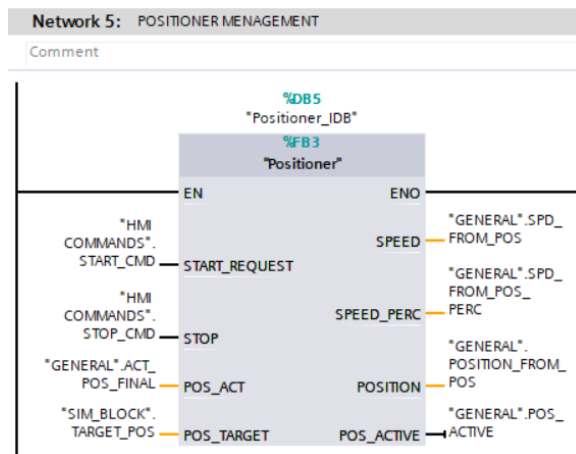 Network 5: POSITIONER MENAGEMENT
Comment
%DB5
"Positioner_IDB"
%FB3
"Positioner"
EN ENO
"HMI
COMMANDS".
START_CMD
START_REQUEST
SPEED
"GENERAL".SPD_
FROM_POS
"HMI
COMMANDS".
STOP_CMD
STOP
SPEED_PERC
"GENERAL".SPD_
FROM_POS_
PERC
"GENERAL".ACT_
POS_FINAL
POS_ACT
POSITION
"GENERAL".
POSITION_FROM_
POS
"SIM_BLOCK".
TARGET_POS
POS_TARGET
POS_ACTIVE
"GENERAL".POS_
ACTIVE